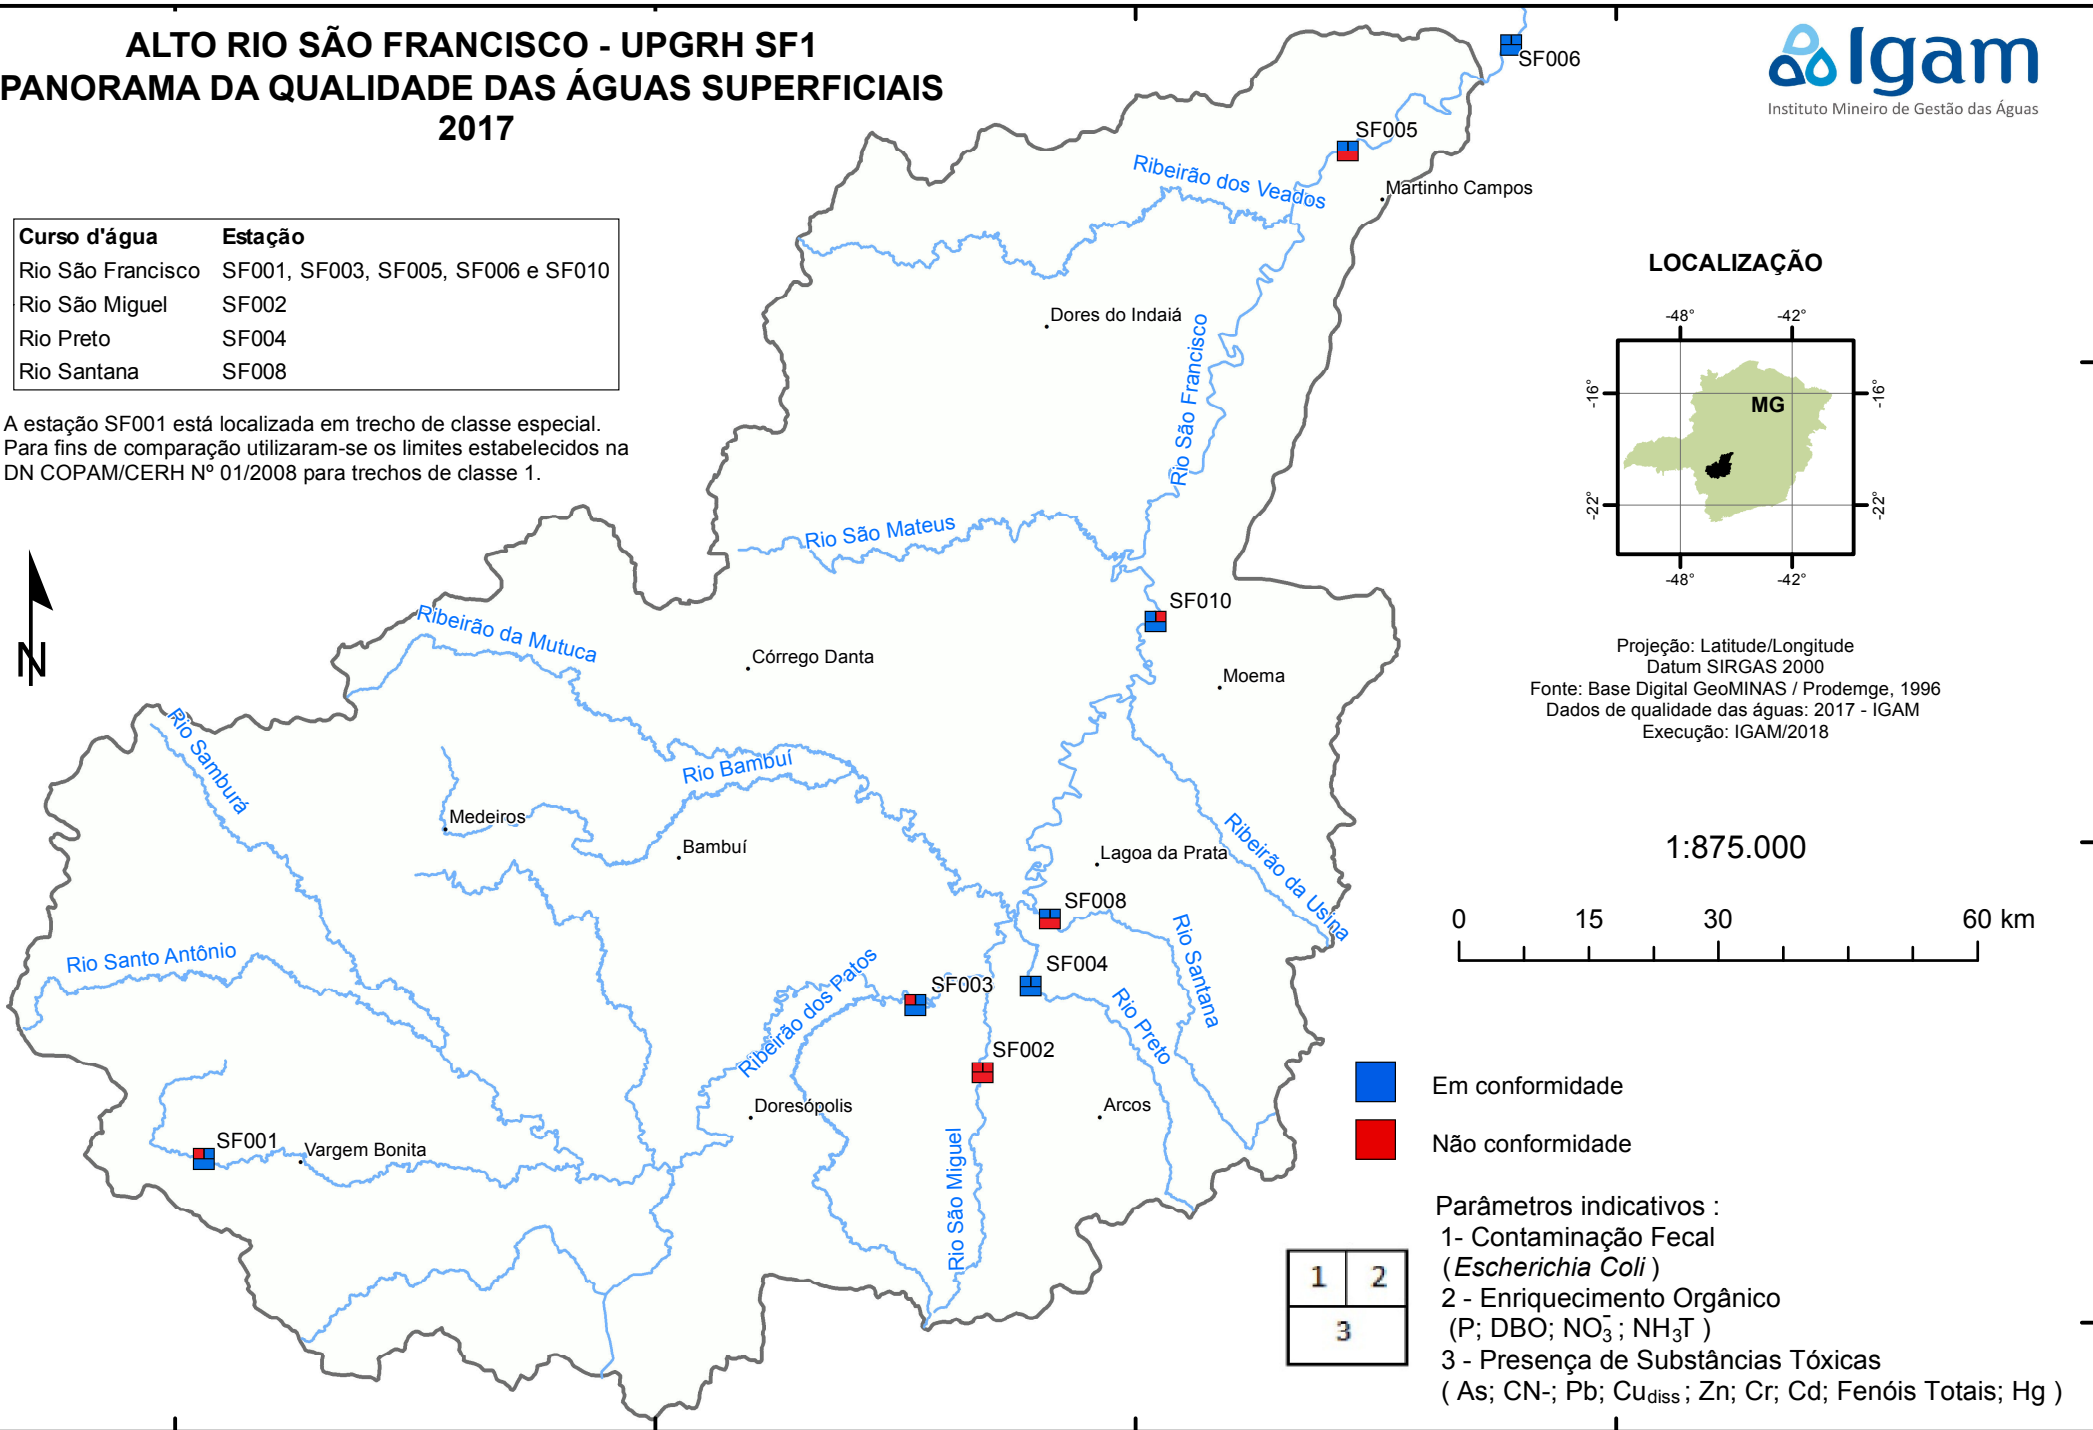 ALTO RIO SÃO FRANCISCO - UPGRH SF1
PANORAMA DA QUALIDADE DAS ÁGUAS SUPERFICIAIS
2017
Igam
Instituto Mineiro de Gestão das Águas
Curso d'água Estação
Rio São Francisco SF001, SF003, SF005, SF006 e SF010
Rio São Miguel SF002
Rio Preto SF004
Rio Santana SF008
A estação SF001 está localizada em trecho de classe especial.
Para fins de comparação utilizaram-se os limites estabelecidos na
DN COPAM/CERH Nº 01/2008 para trechos de classe 1.
N
SF006
SF005
Ribeirão dos Veados
Martinho Campos
Dores do Indaiá
Rio São Francisco
Rio São Mateus
SF010
Ribeirão da Mutuca
Córrego Danta
Moema
Rio Samburá
Rio Bambuí
Medeiros
Bambuí
Lagoa da Prata
Ribeirão da Usina
SF008
Rio Santana
Rio Santo Antônio
Ribeirão dos Patos
SF003
SF004
Rio Preto
SF002
Doresópolis
Arcos
SF001
Vargem Bonita
Rio São Miguel
LOCALIZAÇÃO
-48° -42°
-16° -16°
MG
-22° -22°
-48° -42°
Projeção: Latitude/Longitude
Datum SIRGAS 2000
Fonte: Base Digital GeoMINAS / Prodemge, 1996
Dados de qualidade das águas: 2017 - IGAM
Execução: IGAM/2018
1:875.000
0 15 30 60 km
Em conformidade
Não conformidade
Parâmetros indicativos :
1- Contaminação Fecal
(Escherichia Coli )
2 - Enriquecimento Orgânico
(P; DBO; NO₃⁻; NH₃T )
3 - Presença de Substâncias Tóxicas
( As; CN-; Pb; Cudiss; Zn; Cr; Cd; Fenóis Totais; Hg )
1 2
3